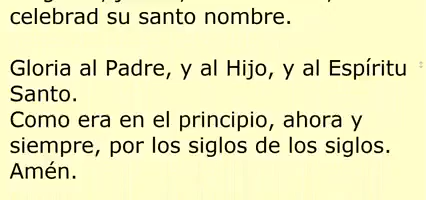 celebrad su santo nombre.
Gloria al Padre, y al Hijo, y al Espíritu
Santo.
Como era en el principio, ahora y
siempre, por los siglos de los siglos.
Amén.